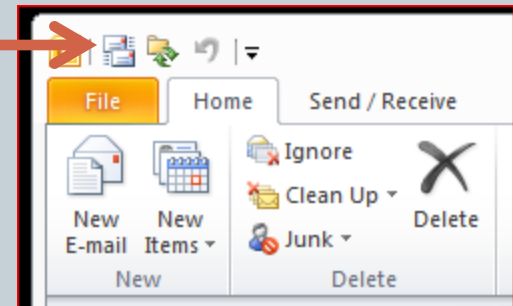 File Home Send / Receive
Ignore
Clean Up
New New Delete
E-mail Items Junk
New Delete